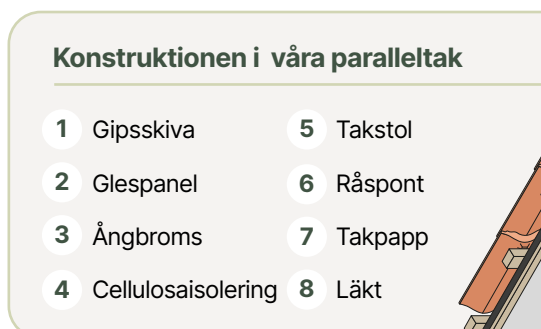 Konstruktionen i våra paralleltak
1 Gipsskiva
2 Glespanel
3 Ångbroms
4 Cellulosaisolering
5 Takstol
6 Råspont
7 Takpapp
8 Läkt